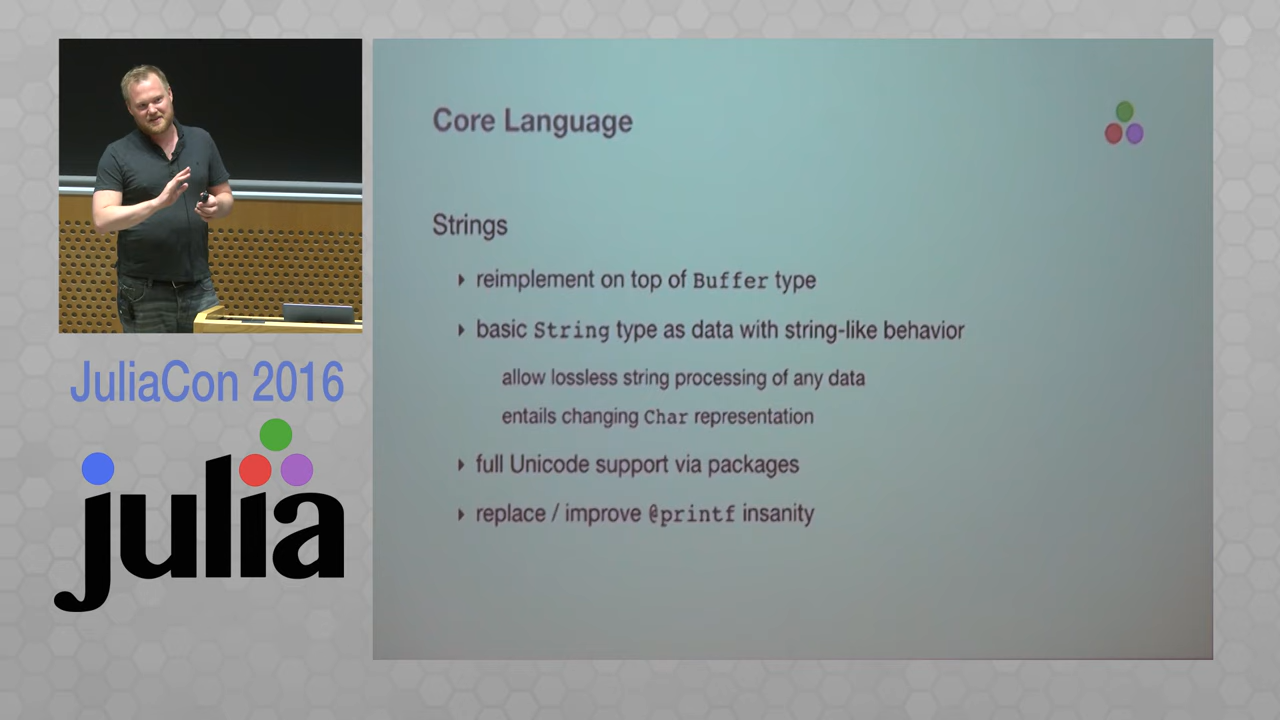 JuliaCon 2016
julia
Core Language
Strings
reimplement on top of Buffer type
basic String type as data with string-like behavior
allow lossless string processing of any data
entails changing Char representation
full Unicode support via packages
replace / improve @printf insanity